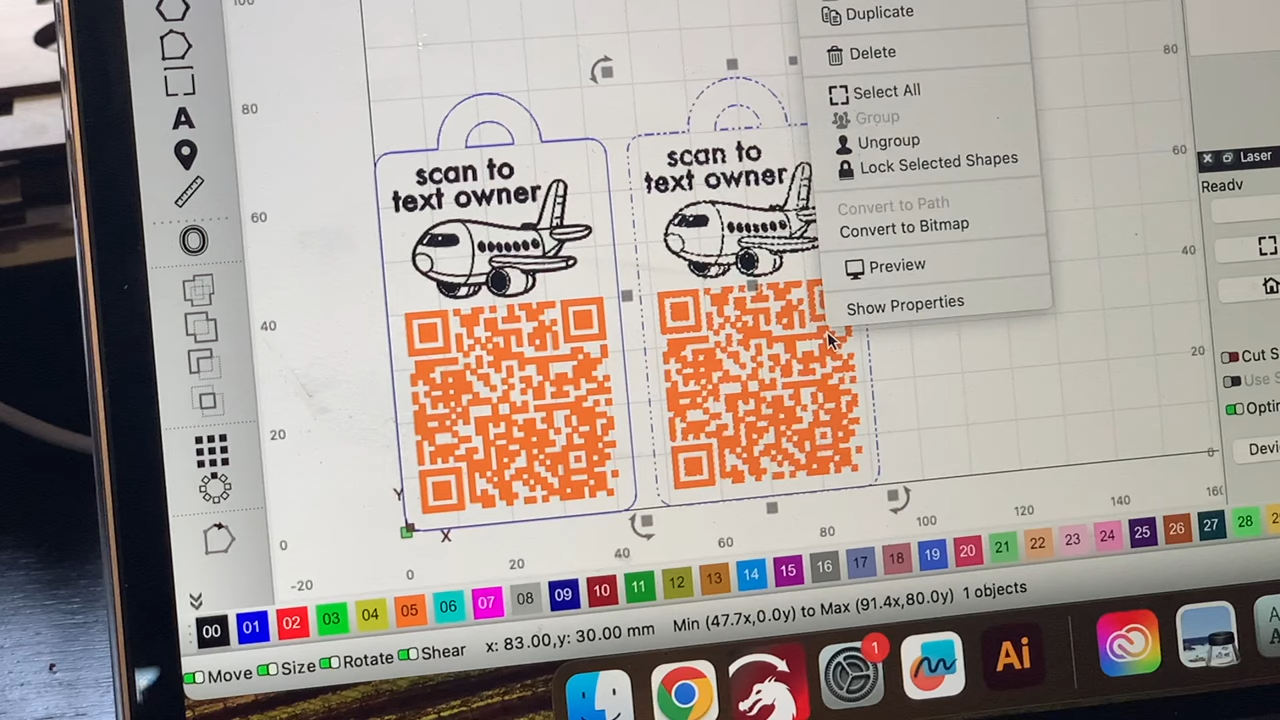 100
80
60
40
20
0
-20
A
scan to
text owner
scan to
text owner
Y
X
0
20
40
60
80
100
120
140
Duplicate
Delete
Select All
Group
Ungroup
Lock Selected Shapes
Convert to Path
Convert to Bitmap
Preview
Show Properties
80
60
40
20
0
Laser
Ready
Cut S
Use S
Opti
Devi
00 01 02 03 04 05 06 07 08 09 10 11 12 13 14 15 16 17 18 19 20 21 22 23 24 25 26 27 28
Move Size Rotate Shear x: 83.00,y: 30.00 mm Min (47.7x,0.0y) to Max (91.4x,80.0y) 1 objects
1
Ai